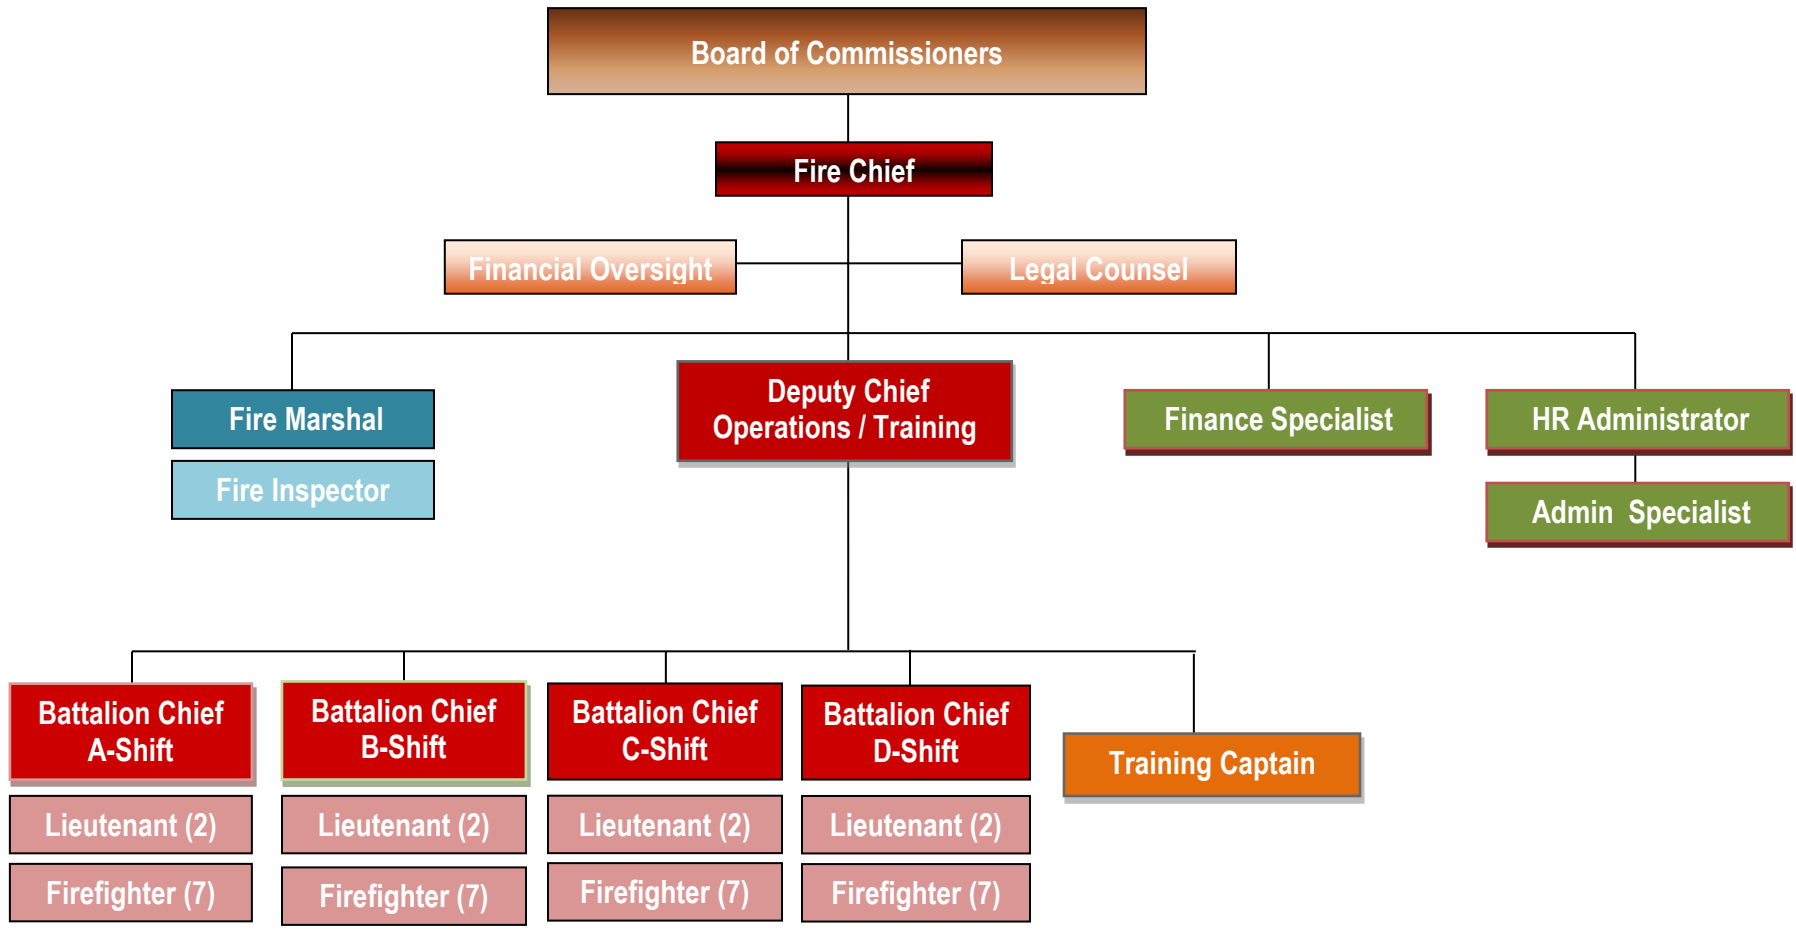 Board of Commissioners
Fire Chief
Financial Oversight
Legal Counsel
Deputy Chief
Operations / Training
Fire Marshal
Finance Specialist
HR Administrator
Fire Inspector
Admin  Specialist
Battalion Chief
A-Shift
Battalion Chief
B-Shift
Battalion Chief
C-Shift
Battalion Chief
D-Shift
Training Captain
Lieutenant (2)
Lieutenant (2)
Lieutenant (2)
Lieutenant (2)
Firefighter (7)
Firefighter (7)
Firefighter (7)
Firefighter (7)